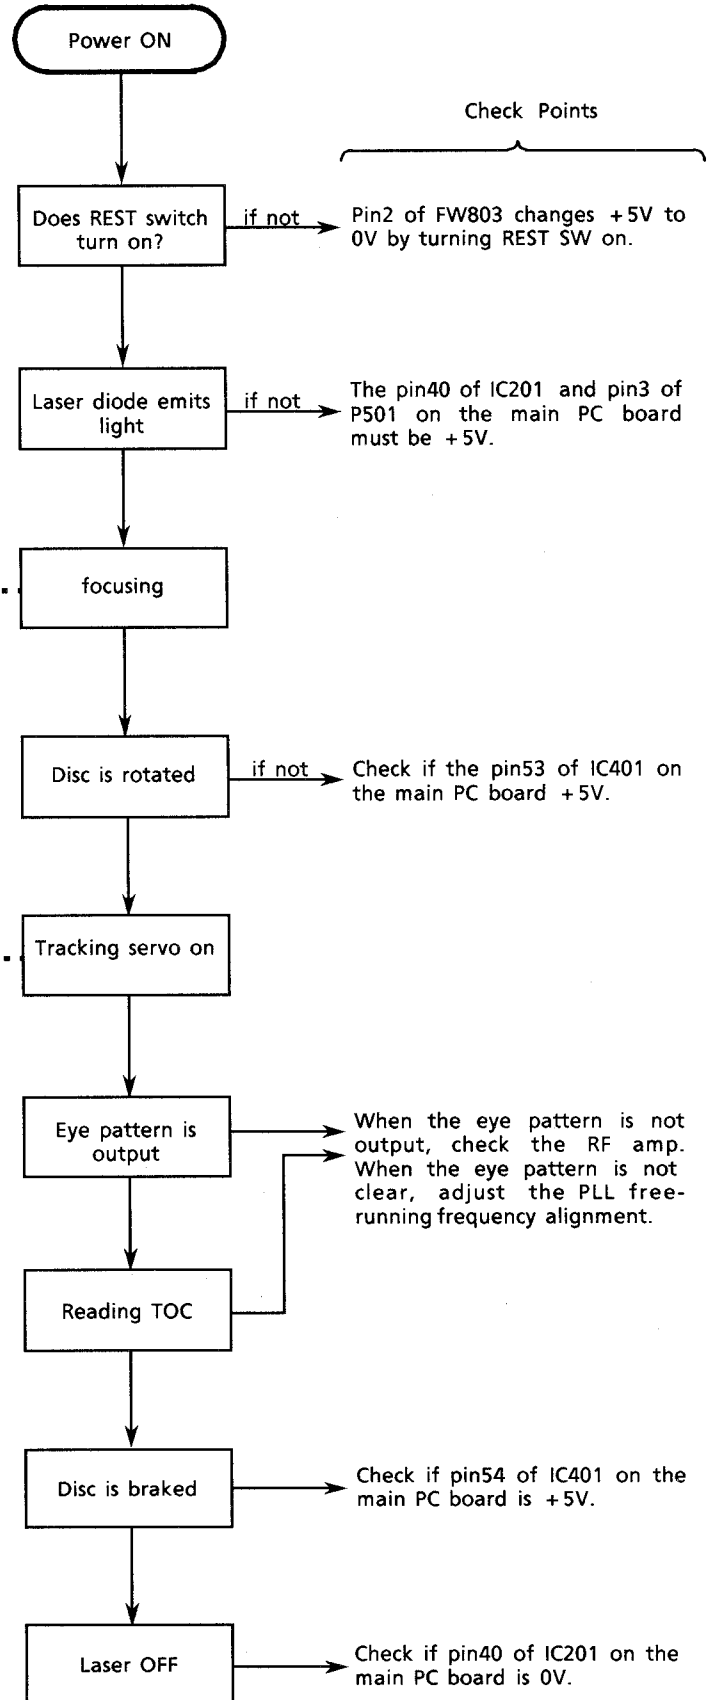 Power ON
Check Points
Does REST switch
turn on?
if not
Pin2 of FW803 changes +5V to
0V by turning REST SW on.
Laser diode emits
light
if not
The pin40 of IC201 and pin3 of
P501 on the main PC board
must be +5V.
focusing
Disc is rotated
if not
Check if the pin53 of IC401 on
the main PC board +5V.
Tracking servo on
Eye pattern is
output
When the eye pattern is not
output, check the RF amp.
When the eye pattern is not
clear, adjust the PLL free-
running frequency alignment.
Reading TOC
Disc is braked
Check if pin54 of IC401 on the
main PC board is +5V.
Laser OFF
Check if pin40 of IC201 on the
main PC board is 0V.